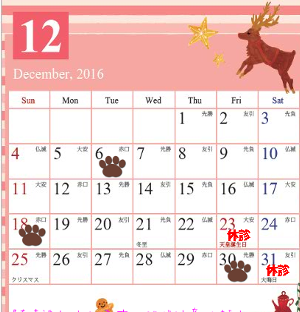 12
December, 2016
Sun Mon Tue Wed Thu Fri Sat
1 先勝 2 友引 3 先負
4 仏滅 5 大安 6 赤口 7 先勝 8 友引 9 先負 10 仏滅
11 大安 12 赤口 13 先勝 14 友引 15 先負 16 仏滅 17 大安
18 赤口 19 先勝 20 友引 21 先負 22 仏滅 23 大安 24 赤口
冬至 天皇誕生日
25 先勝 26 友引 27 先負 28 仏滅 29 赤口 30 先勝 31 友引
クリスマス 大晦日
休診
休診